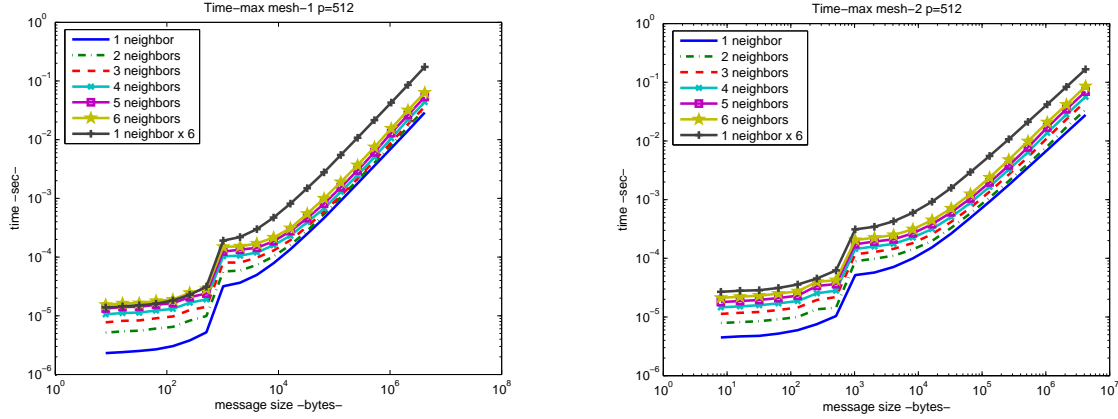 Time−max mesh−1 p=512
10^0
10^−1
10^−2
10^−3
10^−4
10^−5
10^−6
time −sec−
1 neighbor
2 neighbors
3 neighbors
4 neighbors
5 neighbors
6 neighbors
1 neighbor x 6
10^0 10^2 10^4 10^6 10^8
message size −bytes−
Time−max mesh−2 p=512
10^0
10^−1
10^−2
10^−3
10^−4
10^−5
10^−6
time −sec−
1 neighbor
2 neighbors
3 neighbors
4 neighbors
5 neighbors
6 neighbors
1 neighbor x 6
10^0 10^1 10^2 10^3 10^4 10^5 10^6 10^7
message size −bytes−